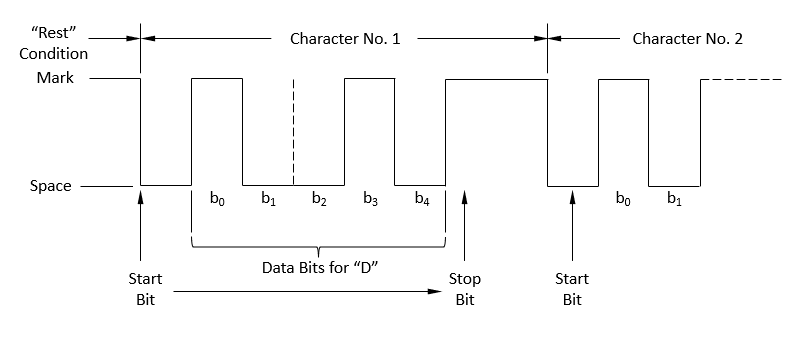 “Rest”
Condition
Character No. 1
Character No. 2
Mark
Space
b0
b1
b2
b3
b4
b0
b1
Data Bits for “D”
Start
Bit
Stop
Bit
Start
Bit